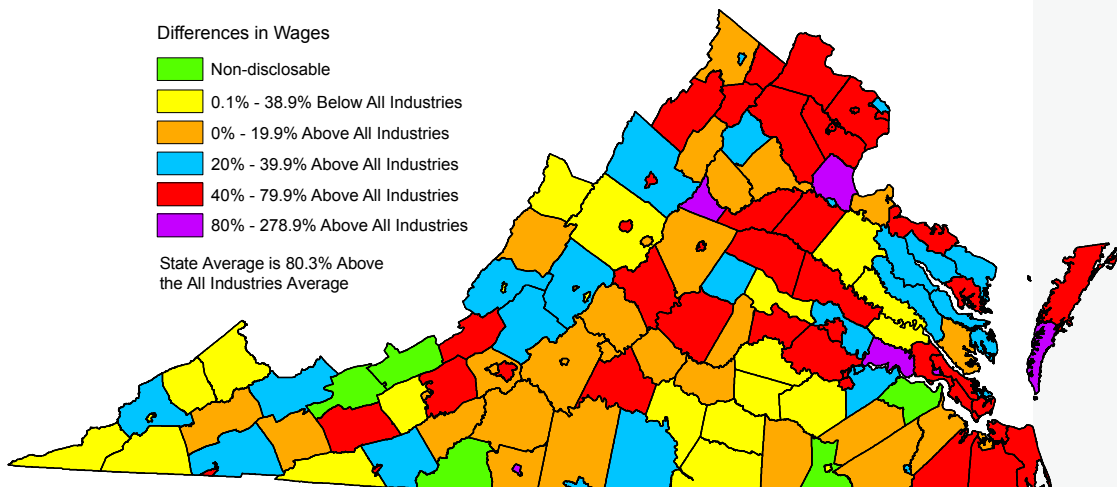 Differences in Wages
Non-disclosable
0.1% - 38.9% Below All Industries
0% - 19.9% Above All Industries
20% - 39.9% Above All Industries
40% - 79.9% Above All Industries
80% - 278.9% Above All Industries
State Average is 80.3% Above
the All Industries Average